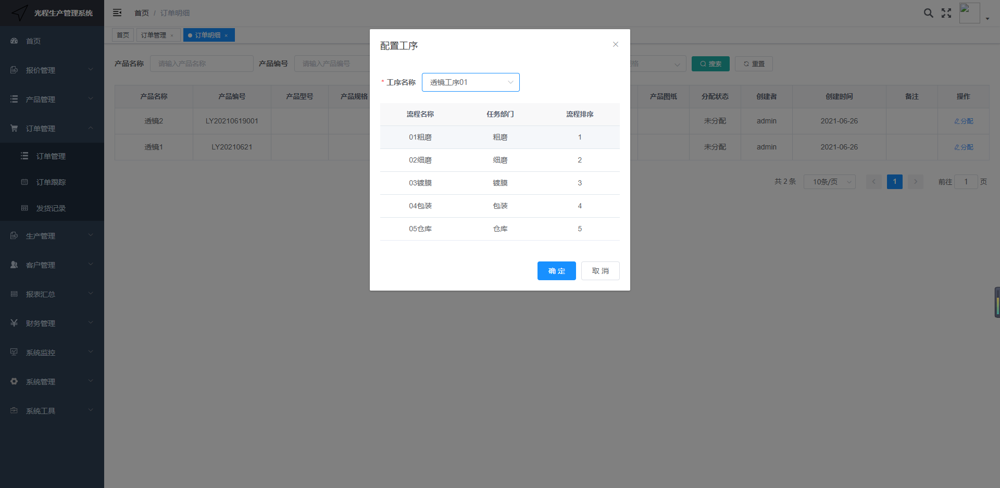 光程生产管理系统
首页 / 订单明细
首页
订单管理 ×
订单明细 ×
首页
报价管理
产品管理
订单管理
订单管理
订单跟踪
发货记录
生产管理
客户管理
报表汇总
财务管理
系统监控
系统管理
系统工具
产品名称 请输入产品名称 产品编号 请输入产品编号 格 搜索 重置
产品名称 产品编号 产品型号 产品规格 产品图纸 分配状态 创建者 创建时间 备注 操作
透镜2 LY20210619001 未分配 admin 2021-06-26 分配
透镜1 LY20210621 未分配 admin 2021-06-26 分配
共 2 条 10条/页 1 前往 1 页
配置工序
* 工序名称 透镜工序01
流程名称 任务部门 流程排序
01粗磨 粗磨 1
02细磨 细磨 2
03镀膜 镀膜 3
04包装 包装 4
05仓库 仓库 5
确 定 取 消